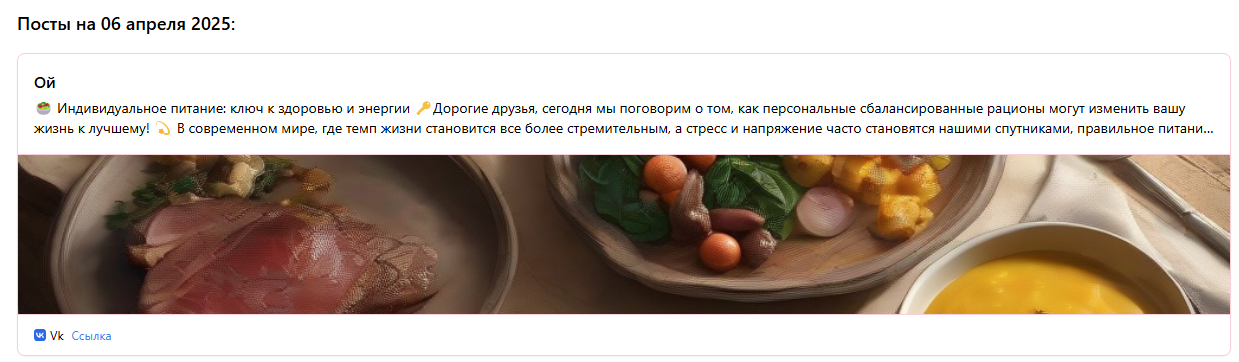 Посты на 06 апреля 2025:
Ой
🥗 Индивидуальное питание: ключ к здоровью и энергии 🔑Дорогие друзья, сегодня мы поговорим о том, как персональные сбалансированные рационы могут изменить вашу
жизнь к лучшему! 💫 В современном мире, где темп жизни становится все более стремительным, а стресс и напряжение часто становятся нашими спутниками, правильное питани...
Vk Ссылка